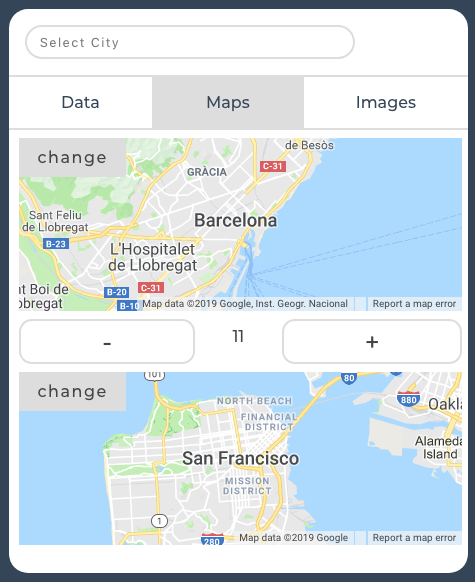 Select City
Data
Maps
Images
change
de Besòs
C-31
GRÀCIA
Sant Feliu
de Llobregat
Barcelona
B-23
L'Hospitalet
de Llobregat
nt Boi de
obregat
B-20
C-31
B-10
Map data ©2019 Google, Inst. Geogr. Nacional
Report a map error
-
11
+
change
101
80
NORTH BEACH
880
Oakla
FINANCIAL
DISTRICT
Alameda
Island
San Francisco
MISSION
DISTRICT
1
280
Map data ©2019 Google
Report a map error